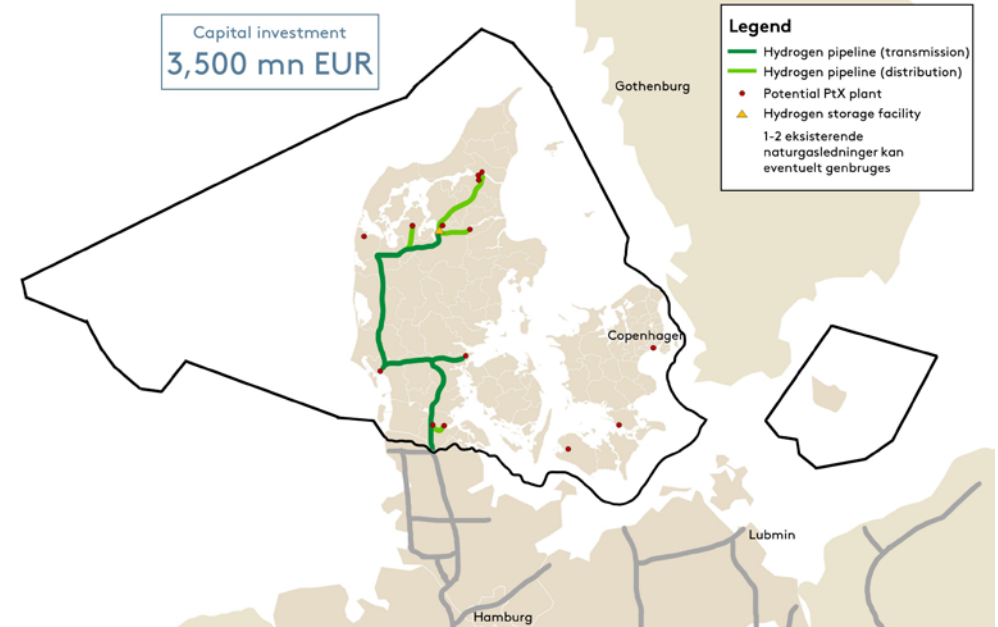 Capital investment
3,500 mn EUR
Legend
Hydrogen pipeline (transmission)
Hydrogen pipeline (distribution)
Potential PtX plant
Hydrogen storage facility
1-2 eksisterende
naturgasledninger kan
eventuelt genbruges
Gothenburg
Copenhagen
Lubmin
Hamburg